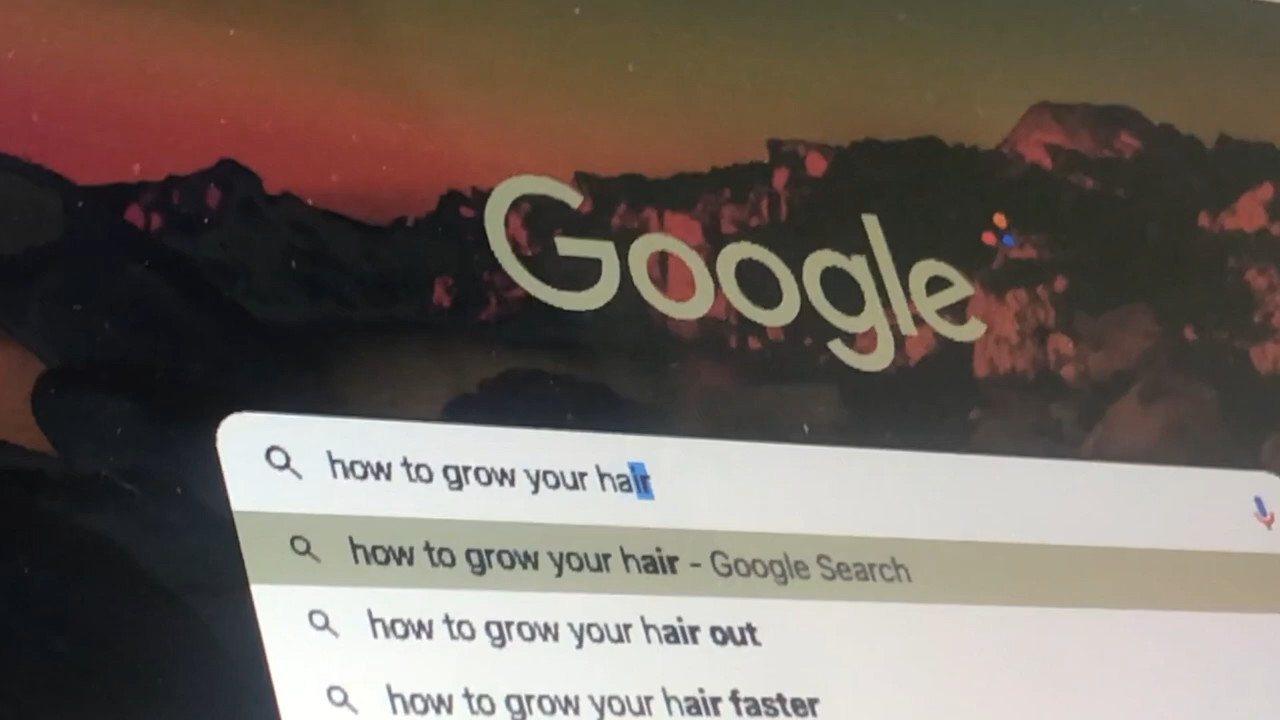 Google
how to grow your hair
how to grow your hair - Google Search
how to grow your hair out
how to grow your hair faster